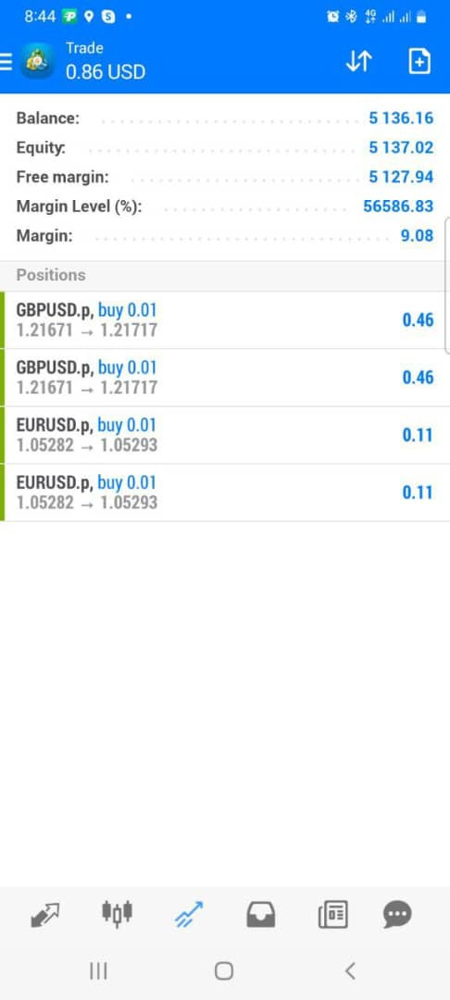 8:44
4G
Trade
0.86 USD
Balance: 5 136.16
Equity: 5 137.02
Free margin: 5 127.94
Margin Level (%): 56586.83
Margin: 9.08
Positions
GBPUSD.p, buy 0.01
1.21671 → 1.21717 0.46
GBPUSD.p, buy 0.01
1.21671 → 1.21717 0.46
EURUSD.p, buy 0.01
1.05282 → 1.05293 0.11
EURUSD.p, buy 0.01
1.05282 → 1.05293 0.11